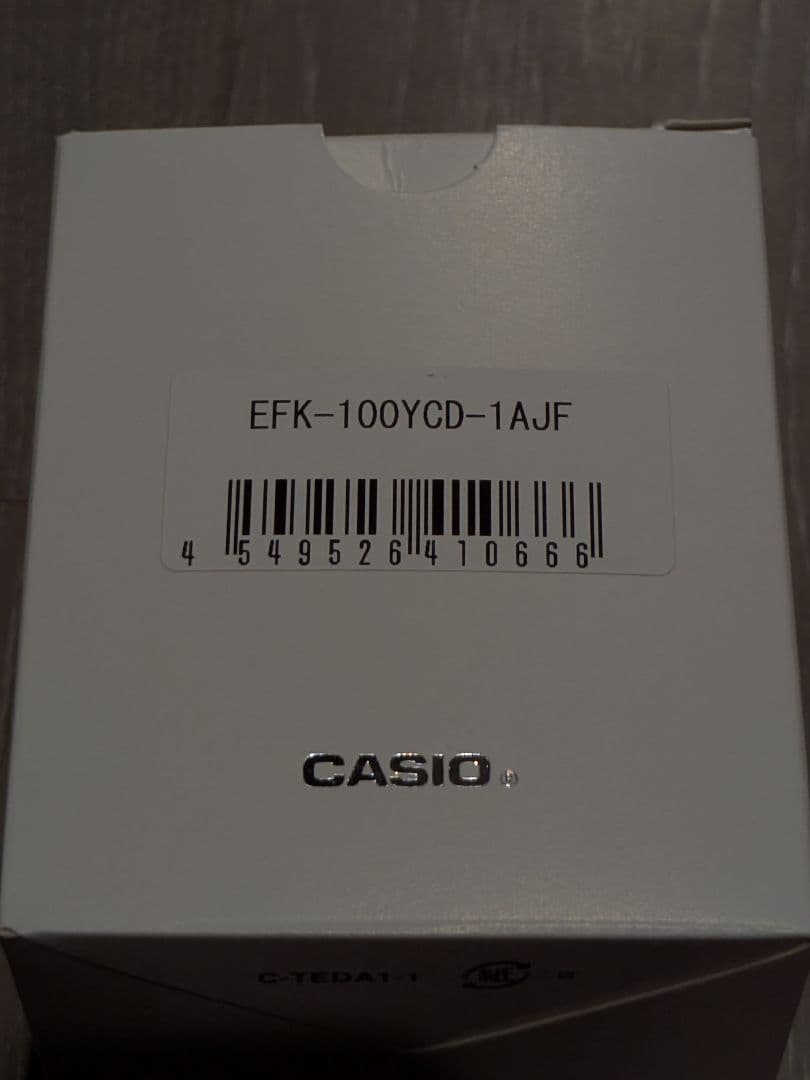 EFK-100YCD-1AJF
4 549526 410666
CASIO®
C-TEDA1-1